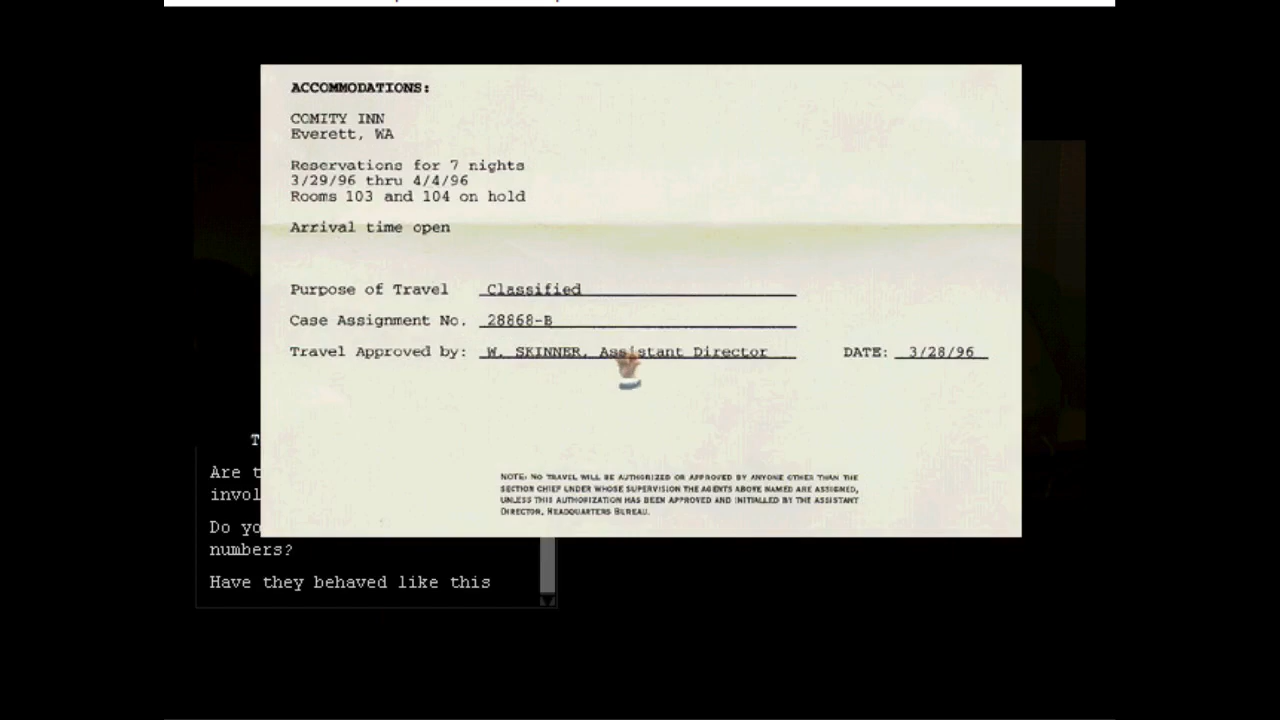 ACCOMMODATIONS:
COMITY INN
Everett, WA
Reservations for 7 nights
3/29/96 thru 4/4/96
Rooms 103 and 104 on hold
Arrival time open
Purpose of Travel Classified
Case Assignment No. 28868-B
Travel Approved by: W. SKINNER, Assistant Director DATE: 3/28/96
NOTE: NO TRAVEL WILL BE AUTHORIZED OR APPROVED BY ANYONE OTHER THAN THE
SECTION CHIEF UNDER WHOSE SUPERVISION THE AGENTS ABOVE NAMED ARE ASSIGNED,
UNLESS THIS AUTHORIZATION HAS BEEN APPROVED AND INITIALLED BY THE ASSISTANT
DIRECTOR, HEADQUARTERS BUREAU.
Are
Do
numbers?
Have they behaved like this